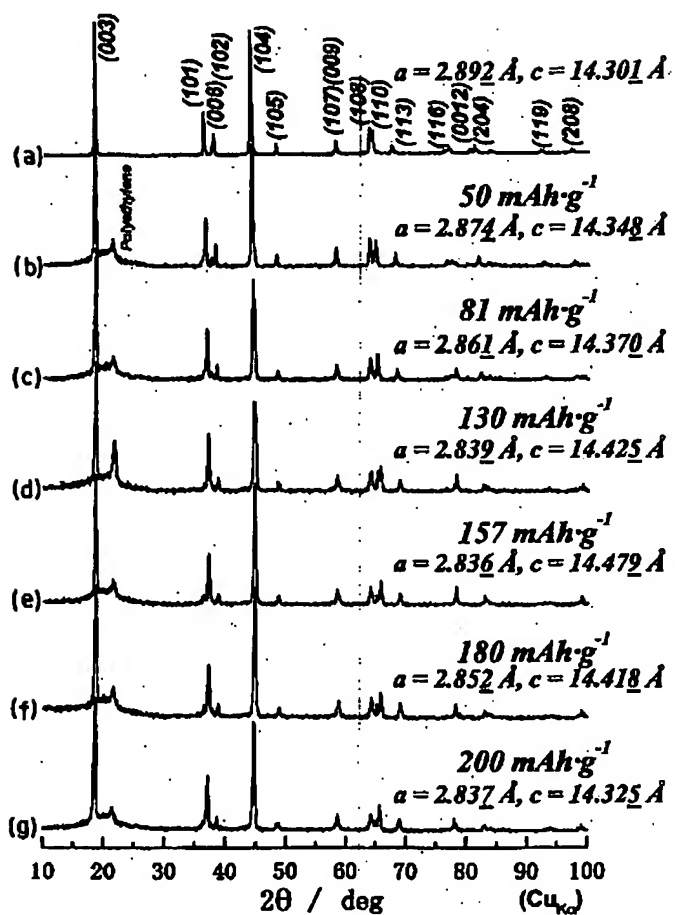 (003) (101) (006) (102) (104) (105) (107) (009) (108) (110) (113) (116) (0012) (204) (119) (208)
a = 2.892 Å, c = 14.301 Å
(a)
Polyethylene
50 mAh·g⁻¹
a = 2.874 Å, c = 14.348 Å
(b)
81 mAh·g⁻¹
a = 2.861 Å, c = 14.370 Å
(c)
130 mAh·g⁻¹
a = 2.839 Å, c = 14.425 Å
(d)
157 mAh·g⁻¹
a = 2.836 Å, c = 14.479 Å
(e)
180 mAh·g⁻¹
a = 2.852 Å, c = 14.418 Å
(f)
200 mAh·g⁻¹
a = 2.837 Å, c = 14.325 Å
(g)
10 20 30 40 50 60 70 80 90 100
2θ / deg (CuKα)